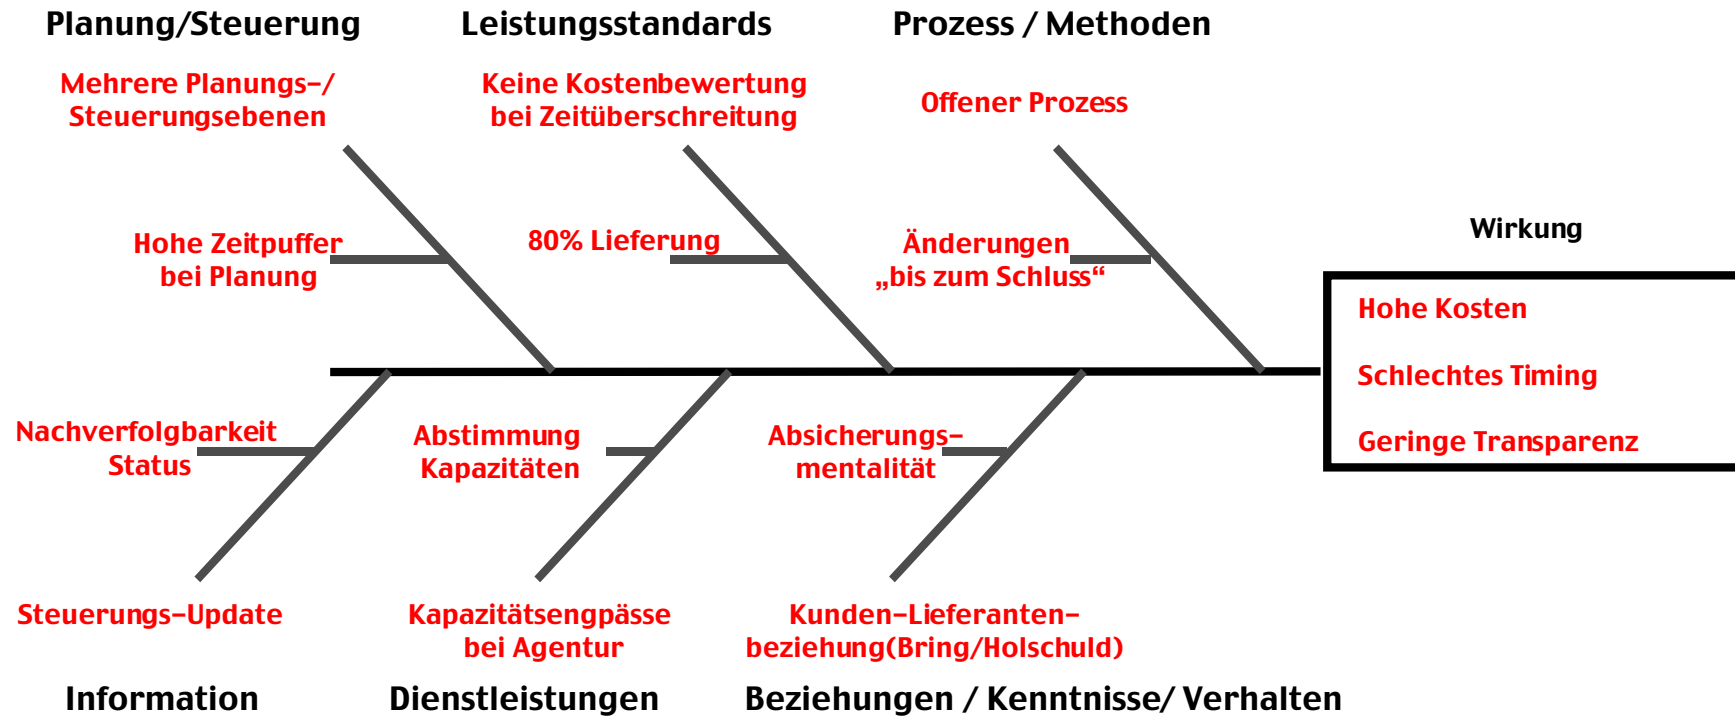 Planung/Steuerung
Leistungsstandards
Prozess / Methoden
Mehrere Planungs-/
Steuerungsebenen
Keine Kostenbewertung
bei Zeitüberschreitung
Offener Prozess
Hohe Zeitpuffer
bei Planung
80% Lieferung
Änderungen
„bis zum Schluss“
Wirkung
Hohe Kosten
Schlechtes Timing
Geringe Transparenz
Nachverfolgbarkeit
Status
Abstimmung
Kapazitäten
Absicherungs-
mentalität
Steuerungs-Update
Kapazitätsengpässe
bei Agentur
Kunden-Lieferanten-
beziehung(Bring/Holschuld)
Information
Dienstleistungen
Beziehungen / Kenntnisse/ Verhalten